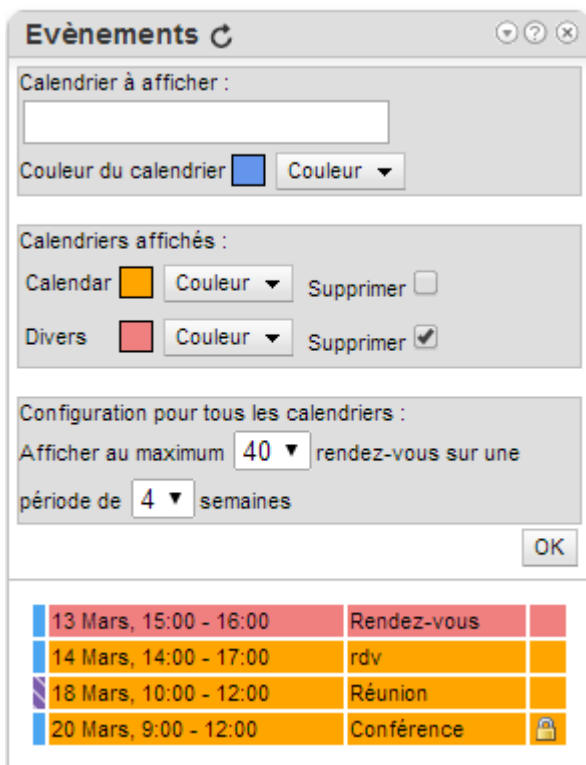 Evènements
Calendrier à afficher :
Couleur du calendrier Couleur
Calendriers affichés :
Calendar Couleur Supprimer
Divers Couleur Supprimer
Configuration pour tous les calendriers :
Afficher au maximum 40 rendez-vous sur une
période de 4 semaines
OK
13 Mars, 15:00 - 16:00 Rendez-vous
14 Mars, 14:00 - 17:00 rdv
18 Mars, 10:00 - 12:00 Réunion
20 Mars, 9:00 - 12:00 Conférence